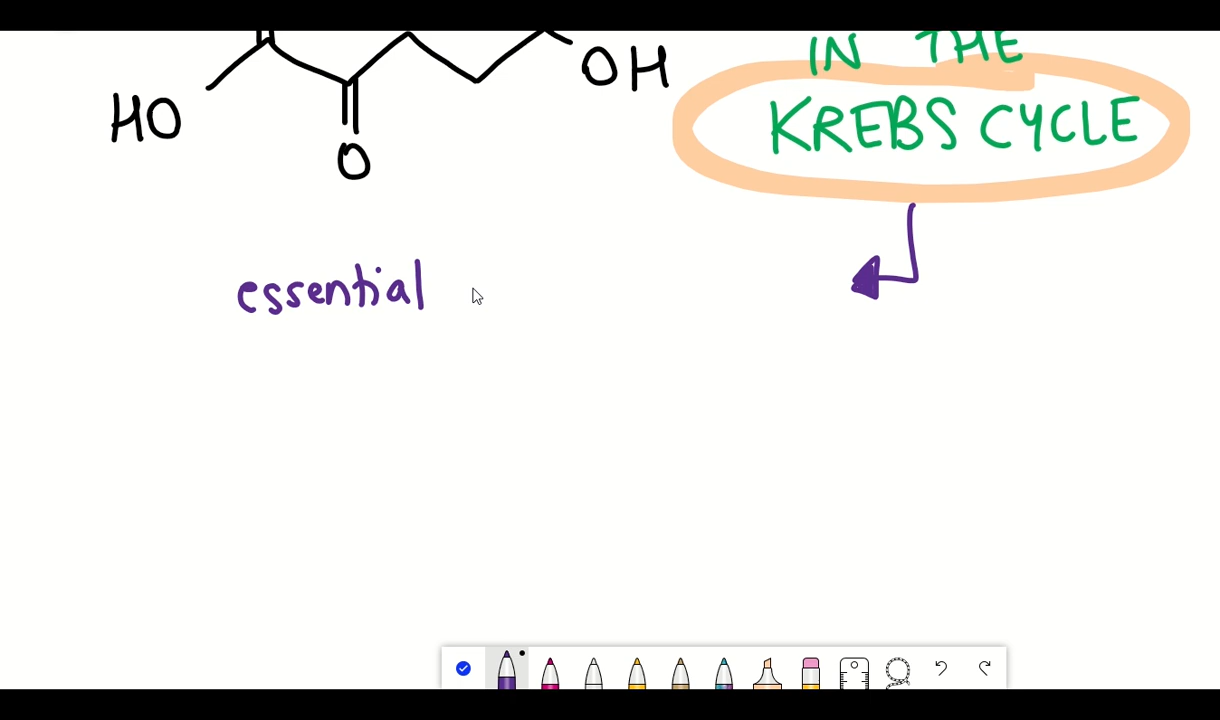 IN THE
OH
KREBS CYCLE
HO
O
essential